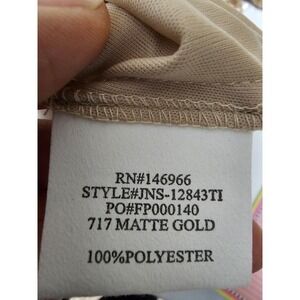 RN#146966
STYLE#JNS-12843TI
PO#FP000140
717 MATTE GOLD
100%POLYESTER